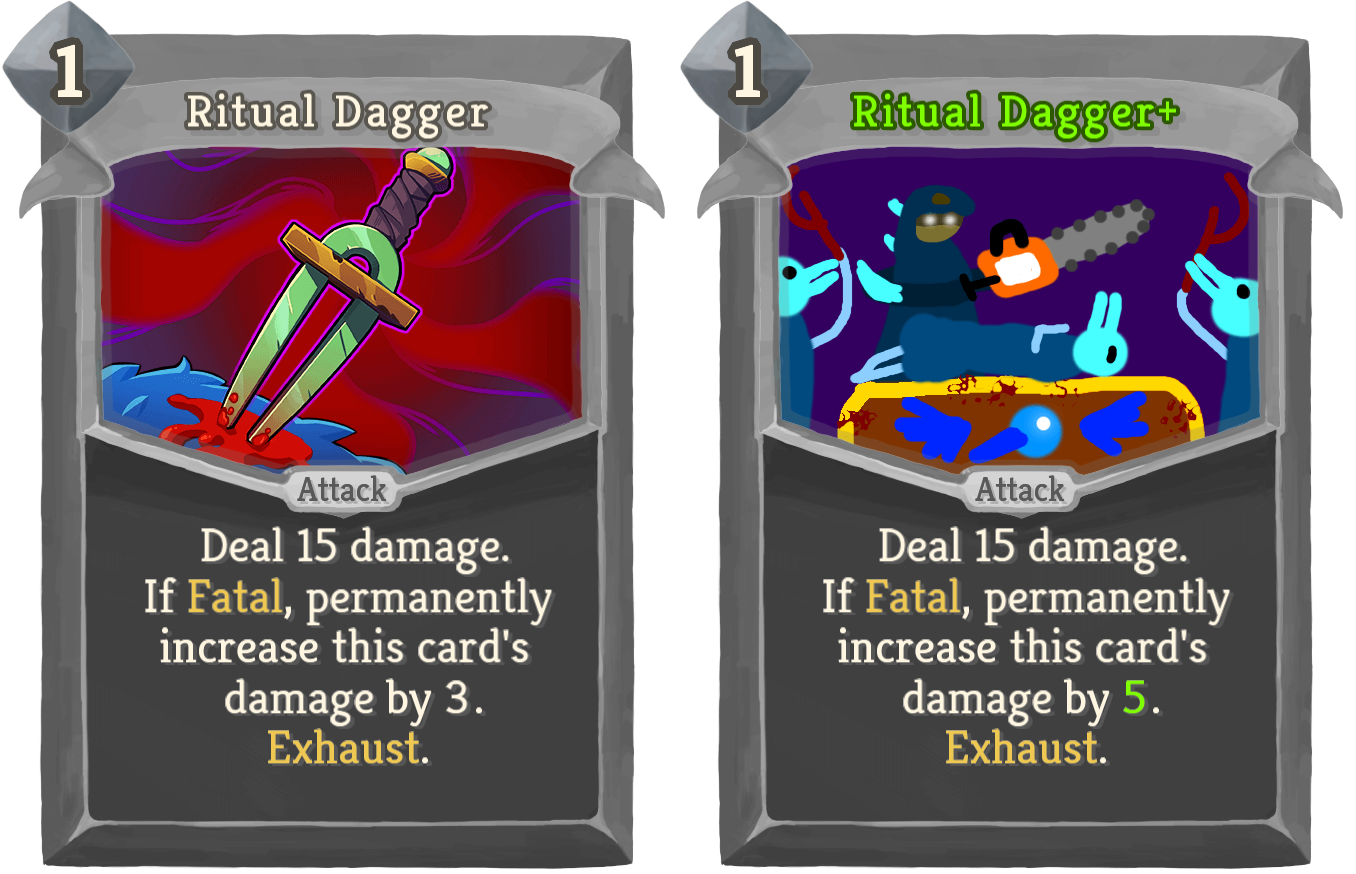 1
Ritual Dagger
Attack
Deal 15 damage.
If Fatal, permanently
increase this card's
damage by 3.
Exhaust.
1
Ritual Dagger+
Attack
Deal 15 damage.
If Fatal, permanently
increase this card's
damage by 5.
Exhaust.